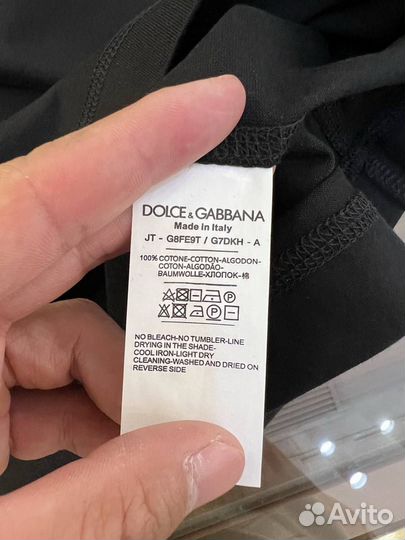 DOLCE & GABBANA
Made in Italy
JT - G8FE9T / G7DKH - A
100% COTONE-COTTON-ALGODON-
COTON-ALGODÃO-
BAUMWOLLE-ХЛОПОК-棉
NO BLEACH-NO TUMBLER-LINE
DRYING IN THE SHADE-
COOL IRON-LIGHT DRY
CLEANING-WASHED AND DRIED ON
REVERSE SIDE
Avito